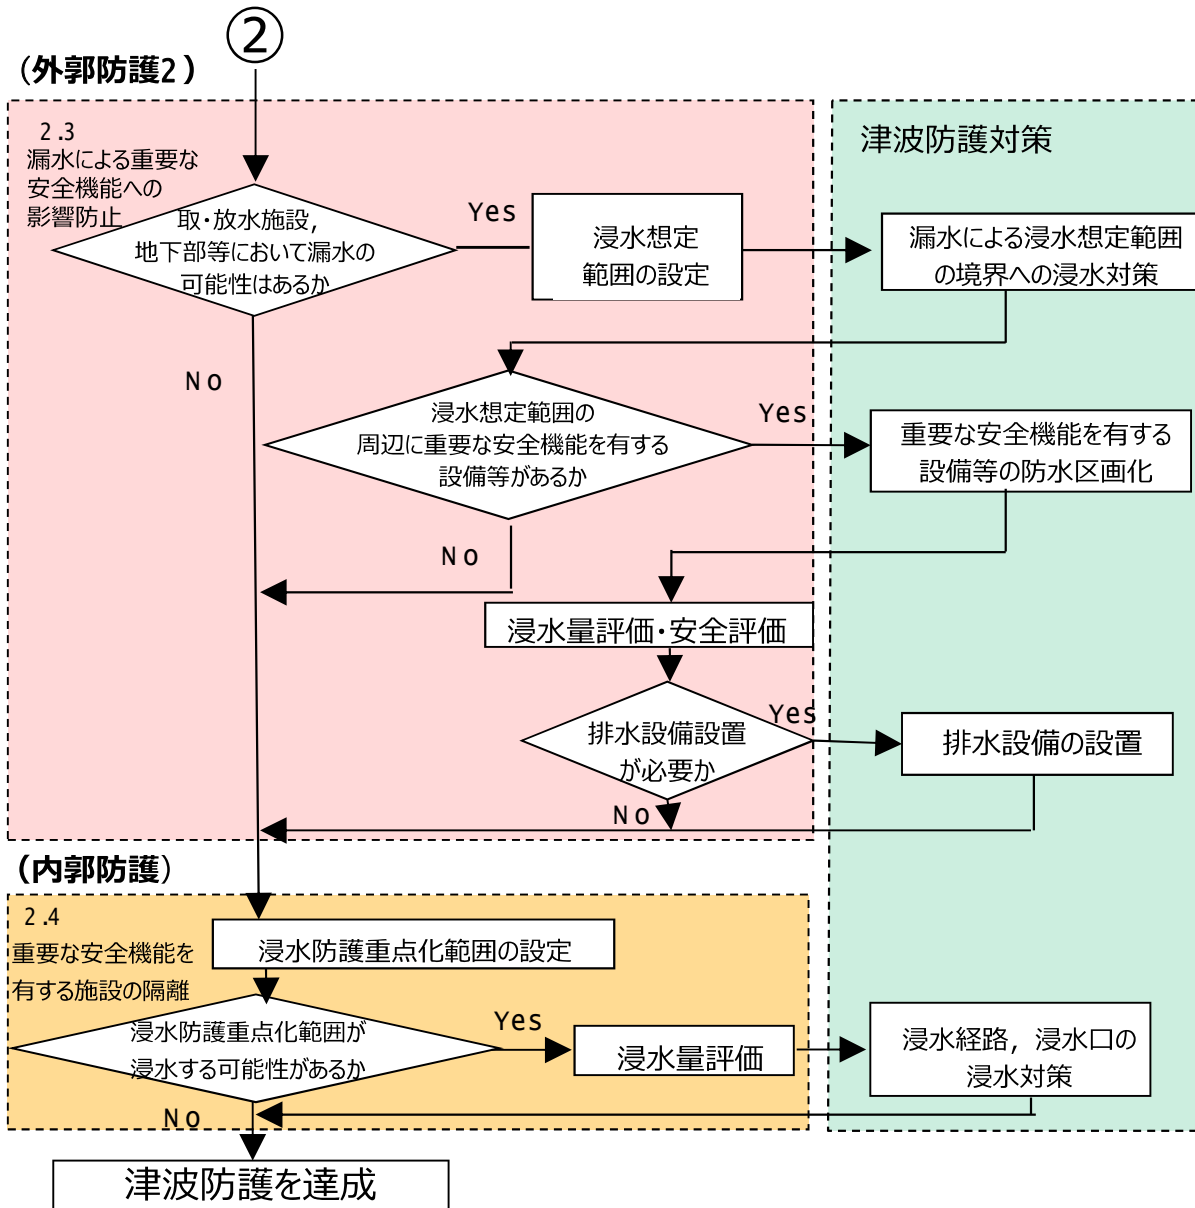 ②
（外郭防護2）
2.3
漏水による重要な
安全機能への
影響防止
取・放水施設，
地下部等において漏水の
可能性はあるか
Yes
浸水想定
範囲の設定
津波防護対策
漏水による浸水想定範囲
の境界への浸水対策
No
浸水想定範囲の
周辺に重要な安全機能を有する
設備等があるか
Yes
重要な安全機能を有する
設備等の防水区画化
No
浸水量評価・安全評価
排水設備設置
が必要か
Yes
排水設備の設置
No
（内郭防護）
2.4
重要な安全機能を
有する施設の隔離
浸水防護重点化範囲の設定
浸水防護重点化範囲が
浸水する可能性があるか
Yes
浸水量評価
浸水経路，浸水口の
浸水対策
No
津波防護を達成